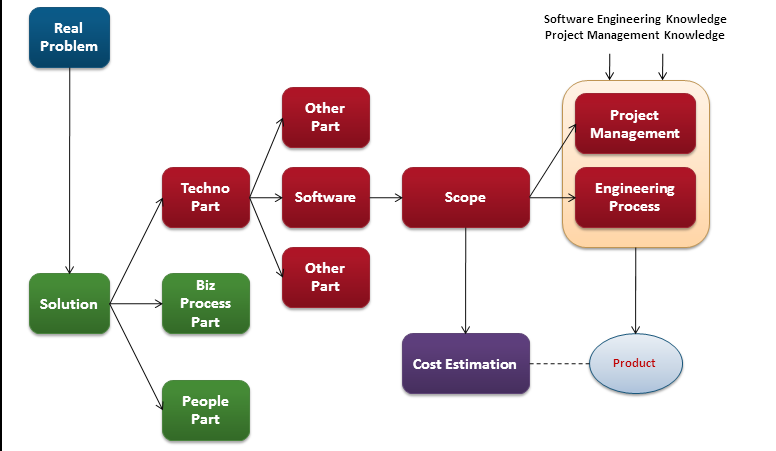 Software Engineering Knowledge
Project Management Knowledge
Real
Problem
Other
Part
Project
Management
Techno
Part
Software
Scope
Engineering
Process
Other
Part
Solution
Biz
Process
Part
Cost Estimation
Product
People
Part